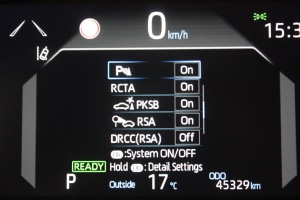 0 km/h
15:3
On
RCTA On
PKSB On
RSA On
DRCC(RSA) Off
:System ON/OFF
READY Hold :Detail Settings
P Outside 17 °C ODO 45329 km